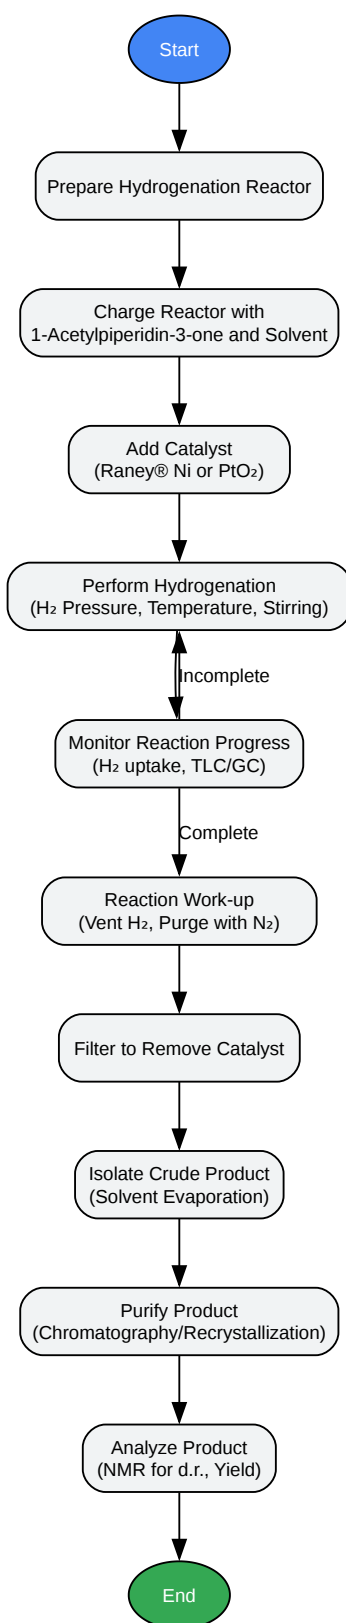 Start
Prepare Hydrogenation Reactor
Charge Reactor with
1-Acetylpiperidin-3-one and Solvent
Add Catalyst
(Raney® Ni or PtO₂)
Perform Hydrogenation
(H₂ Pressure, Temperature, Stirring)
Incomplete
Monitor Reaction Progress
(H₂ uptake, TLC/GC)
Complete
Reaction Work-up
(Vent H₂, Purge with N₂)
Filter to Remove Catalyst
Isolate Crude Product
(Solvent Evaporation)
Purify Product
(Chromatography/Recrystallization)
Analyze Product
(NMR for d.r., Yield)
End